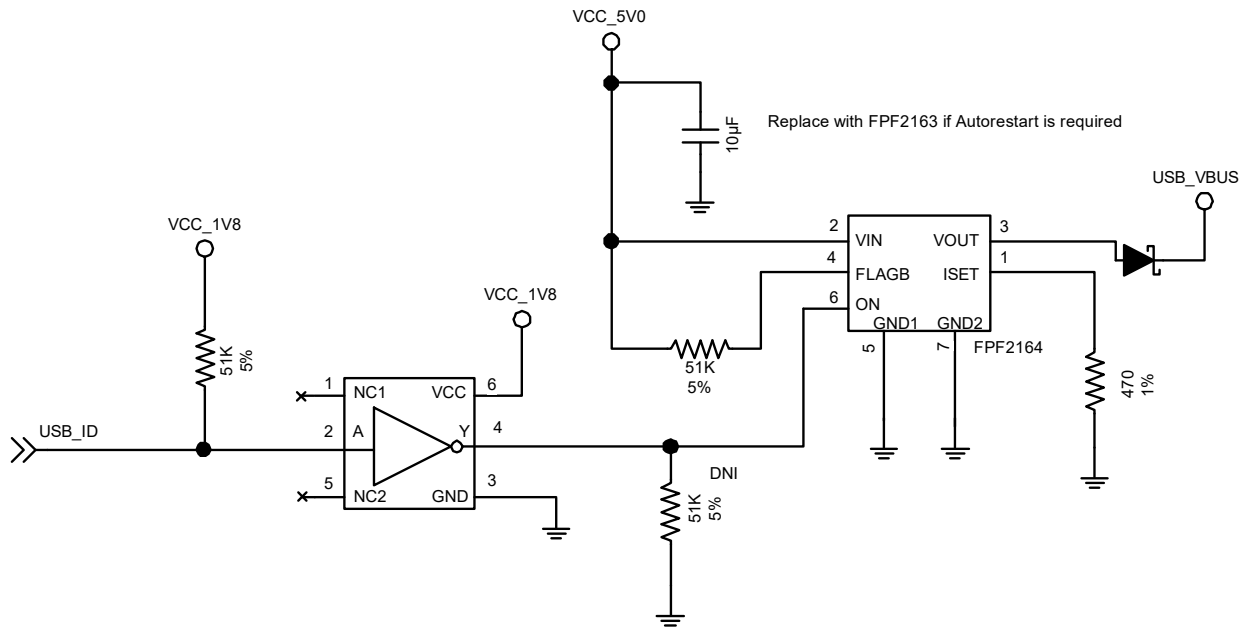 VCC_5V0
10µF
Replace with FPF2163 if Autorestart is required
USB_VBUS
VCC_1V8
2
VIN
VOUT
3
4
FLAGB
ISET
1
6
ON
GND1
GND2
5
7
FPF2164
VCC_1V8
51K
5%
51K
5%
470
1%
1
NC1
VCC
6
USB_ID
2
A
Y
4
5
NC2
GND
3
DNI
51K
5%